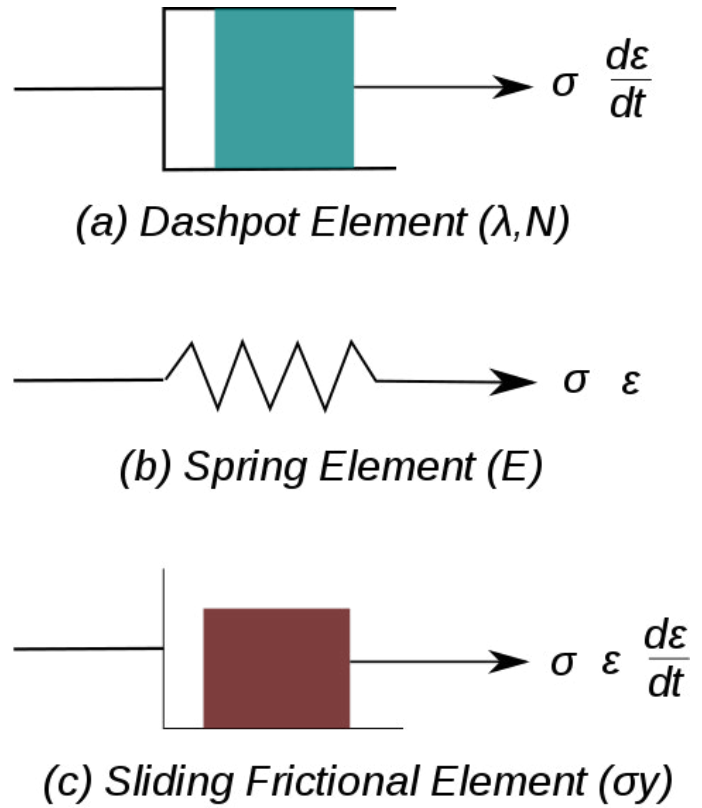 σ dε/dt
(a) Dashpot Element (λ,N)
σ ε
(b) Spring Element (E)
σ ε dε/dt
(c) Sliding Frictional Element (σy)